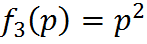 f₃(p) = p²